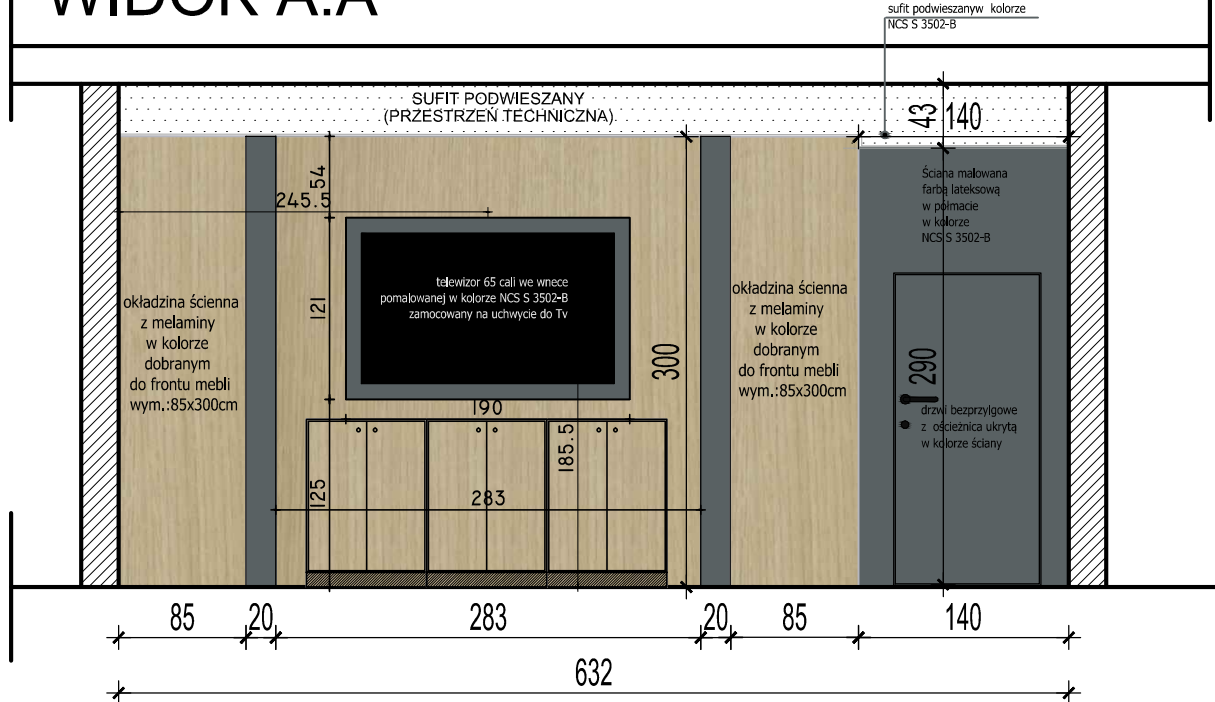 WIDOK A.A
sufit podwieszanyw kolorze
NCS S 3502-B
SUFIT PODWIESZANY
(PRZESTRZEŃ TECHNICZNA)
43
140
54
245.5
Ściana malowana
farbą lateksową
w półmacie
w kolorze
NCS S 3502-B
telewizor 65 cali we wnece
pomalowanej w kolorze NCS S 3502-B
zamocowany na uchwycie do Tv
okładzina ścienna
z melaminy
w kolorze
dobranym
do frontu mebli
wym.:85x300cm
121
300
okładzina ścienna
z melaminy
w kolorze
dobranym
do frontu mebli
wym.:85x300cm
290
190
drzwi bezprzylgowe
z ościeżnica ukrytą
w kolorze ściany
185.5
125
283
85
20
283
20
85
140
632